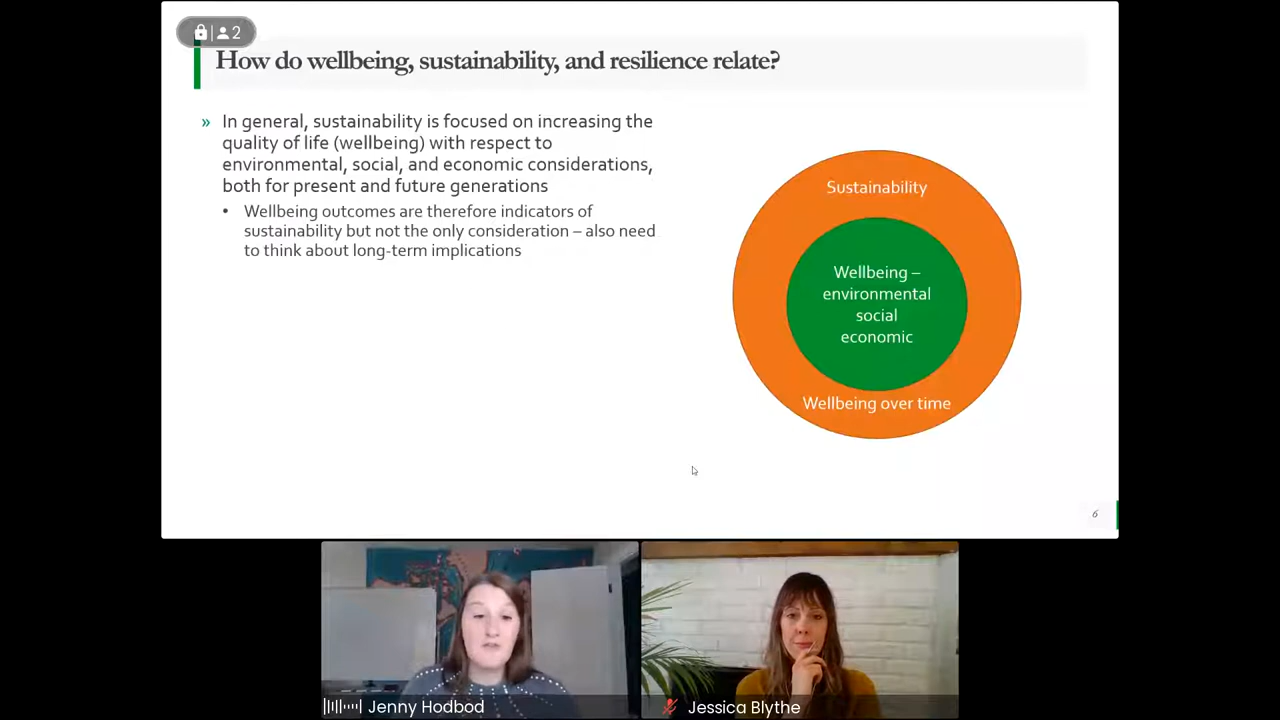 2
How do wellbeing, sustainability, and resilience relate?
» In general, sustainability is focused on increasing the
quality of life (wellbeing) with respect to
environmental, social, and economic considerations,
both for present and future generations
• Wellbeing outcomes are therefore indicators of
sustainability but not the only consideration – also need
to think about long-term implications
Sustainability
Wellbeing –
environmental
social
economic
Wellbeing over time
6
Jenny Hodbod
Jessica Blythe